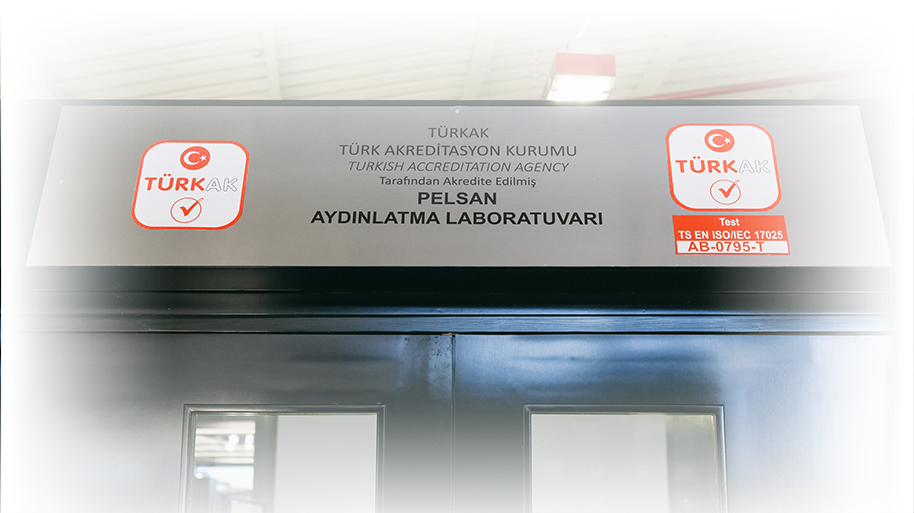 TÜRKAK
TÜRKAK
TÜRK AKREDİTASYON KURUMU
TURKISH ACCREDITATION AGENCY
Tarafından Akredite Edilmiş
PELSAN
AYDINLATMA LABORATUVARI
TÜRKAK
Test
TS EN ISO/IEC 17025
AB-0795-T